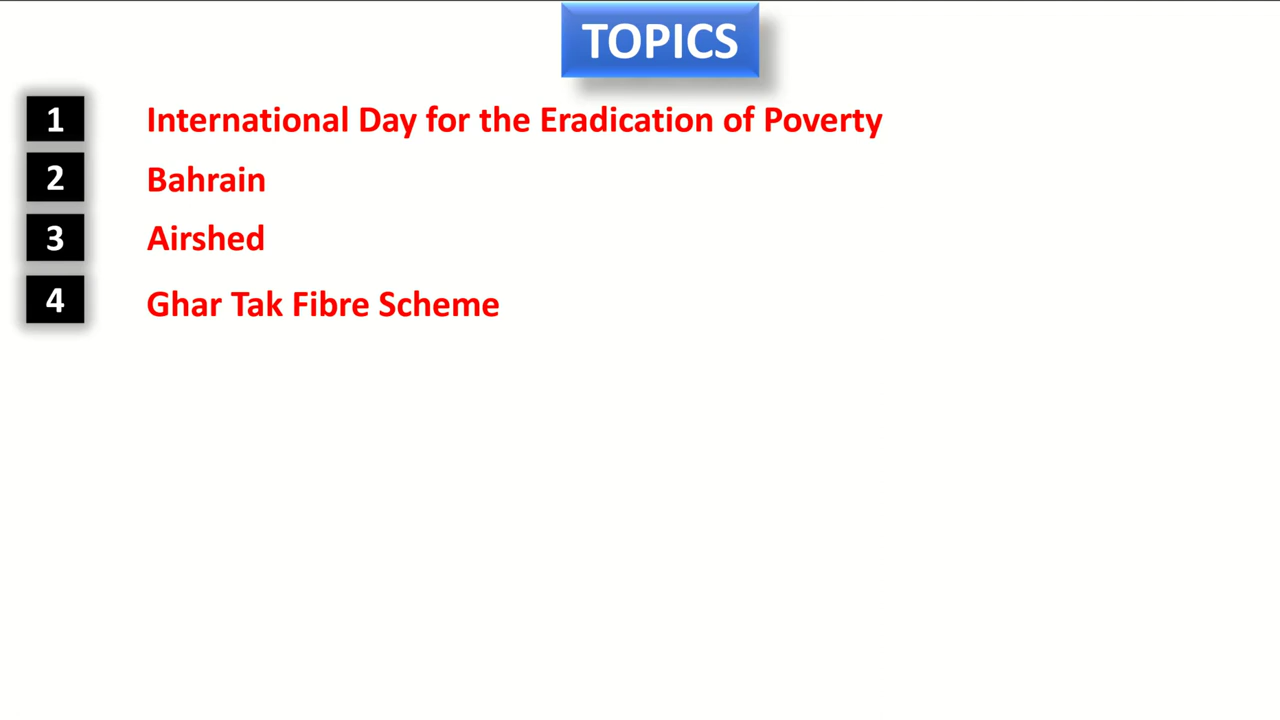 TOPICS
1 International Day for the Eradication of Poverty
2 Bahrain
3 Airshed
4 Ghar Tak Fibre Scheme